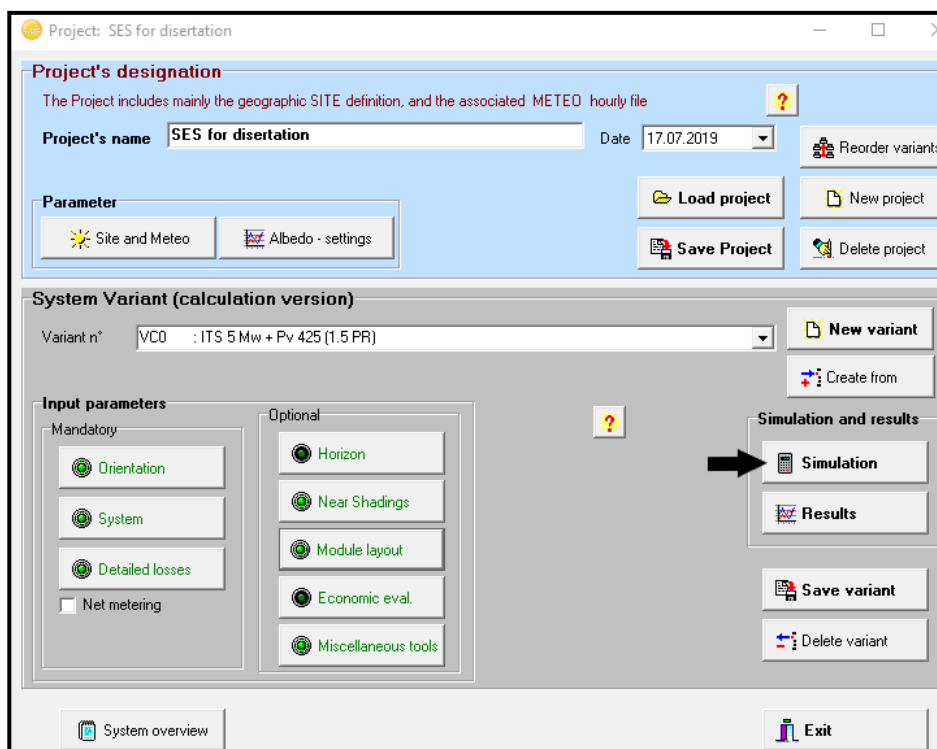 Project: SES for disertation
Project's designation
The Project includes mainly the geographic SITE definition, and the associated METEO hourly file
?
Project's name SES for disertation Date 17.07.2019
Reorder variants
Parameter
Load project New project
Site and Meteo Albedo - settings
Save Project Delete project
System Variant (calculation version)
Variant n° VC0 : ITS 5 Mw + Pv 425 (1.5 PR)
New variant
Create from
Input parameters
Mandatory
Orientation
System
Detailed losses
Net metering
Optional
Horizon
Near Shadings
Module layout
Economic eval.
Miscellaneous tools
?
Simulation and results
Simulation
Results
Save variant
Delete variant
System overview
Exit